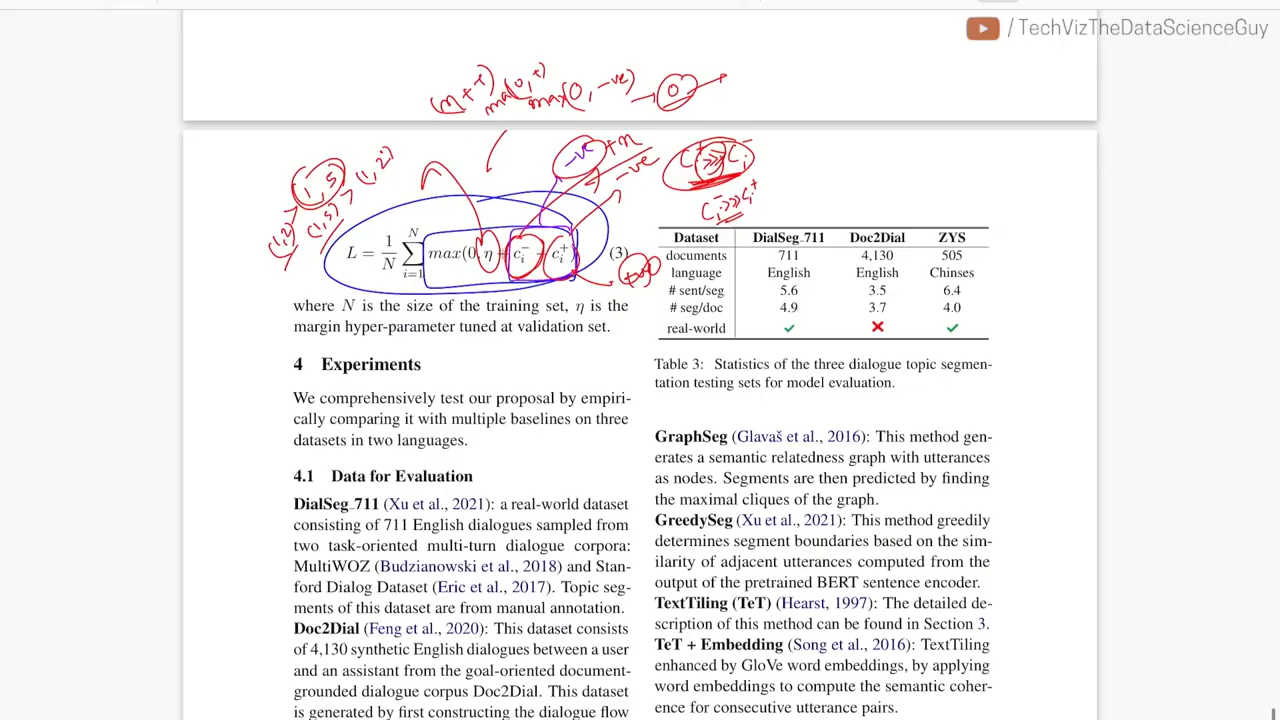 / TechVizTheDataScienceGuy
max(0, +)
max(0, -ve)
0
-ve
-ve
(1, 5)
(1, 2)
(1, 2)
(1, 5)
L = 1/N ∑ i=1 N max(0, η + c_i^- − c_i^+) (3)
where N is the size of the training set, η is the
margin hyper-parameter tuned at validation set.
4 Experiments
We comprehensively test our proposal by empiri-
cally comparing it with multiple baselines on three
datasets in two languages.
4.1 Data for Evaluation
DialSeg_711 (Xu et al., 2021): a real-world dataset
consisting of 711 English dialogues sampled from
two task-oriented multi-turn dialogue corpora:
MultiWOZ (Budzianowski et al., 2018) and Stan-
ford Dialog Dataset (Eric et al., 2017). Topic seg-
ments of this dataset are from manual annotation.
Doc2Dial (Feng et al., 2020): This dataset consists
of 4,130 synthetic English dialogues between a user
and an assistant from the goal-oriented document-
grounded dialogue corpus Doc2Dial. This dataset
is generated by first constructing the dialogue flow
Dataset DialSeg_711 Doc2Dial ZYS
documents 711 4,130 505
language English English Chinses
# sent/seg 5.6 3.5 6.4
# seg/doc 4.9 3.7 4.0
real-world ✓ ✗ ✓
Table 3: Statistics of the three dialogue topic segmen-
tation testing sets for model evaluation.
GraphSeg (Glavaš et al., 2016): This method gen-
erates a semantic relatedness graph with utterances
as nodes. Segments are then predicted by finding
the maximal cliques of the graph.
GreedySeg (Xu et al., 2021): This method greedily
determines segment boundaries based on the sim-
ilarity of adjacent utterances computed from the
output of the pretrained BERT sentence encoder.
TextTiling (TeT) (Hearst, 1997): The detailed de-
scription of this method can be found in Section 3.
TeT + Embedding (Song et al., 2016): TextTiling
enhanced by GloVe word embeddings, by applying
word embeddings to compute the semantic coher-
ence for consecutive utterance pairs.